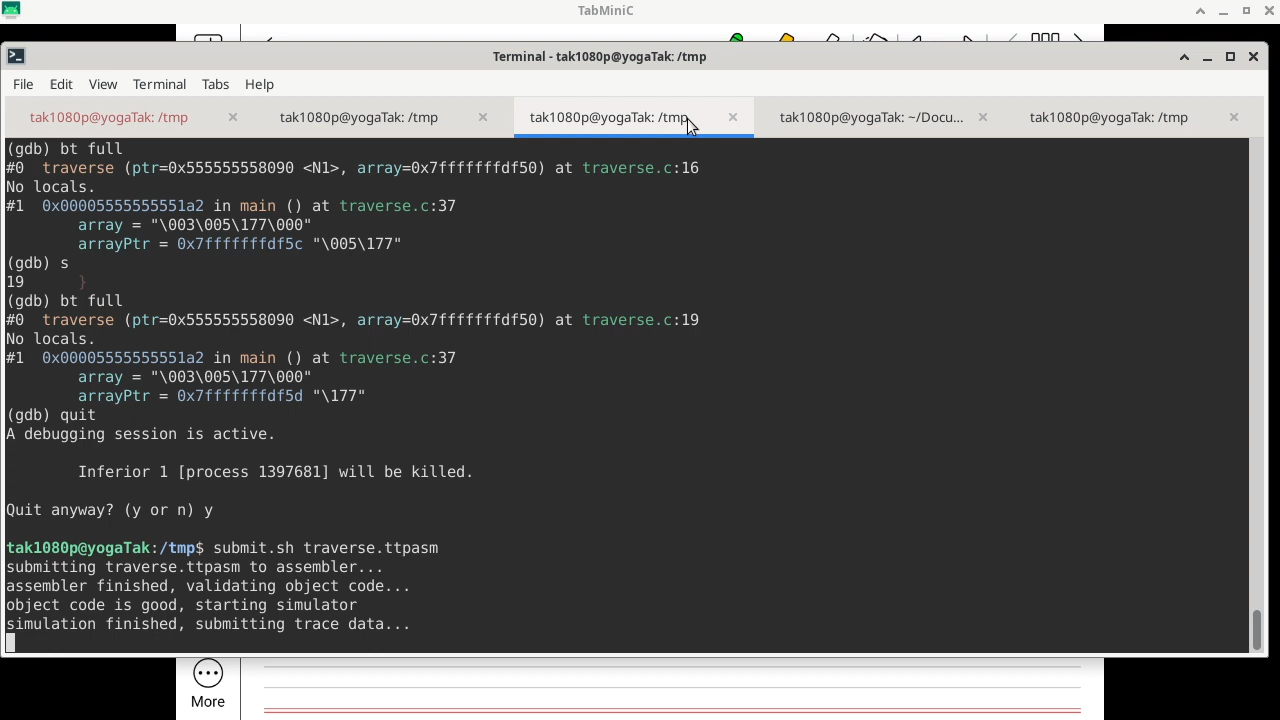 TabMiniC
Terminal - tak1080p@yogaTak: /tmp
File Edit View Terminal Tabs Help
tak1080p@yogaTak: /tmp tak1080p@yogaTak: /tmp tak1080p@yogaTak: /tmp tak1080p@yogaTak: ~/Docu... tak1080p@yogaTak: /tmp
(gdb) bt full
#0  traverse (ptr=0x555555558090 <N1>, array=0x7fffffffdf50) at traverse.c:16
No locals.
#1  0x00005555555551a2 in main () at traverse.c:37
        array = "\003\005\177\000"
        arrayPtr = 0x7fffffffdf5c "\005\177"
(gdb) s
19      }
(gdb) bt full
#0  traverse (ptr=0x555555558090 <N1>, array=0x7fffffffdf50) at traverse.c:19
No locals.
#1  0x00005555555551a2 in main () at traverse.c:37
        array = "\003\005\177\000"
        arrayPtr = 0x7fffffffdf5d "\177"
(gdb) quit
A debugging session is active.
        Inferior 1 [process 1397681] will be killed.
Quit anyway? (y or n) y
tak1080p@yogaTak:/tmp$ submit.sh traverse.ttpasm
submitting traverse.ttpasm to assembler...
assembler finished, validating object code...
object code is good, starting simulator
simulation finished, submitting trace data...
More